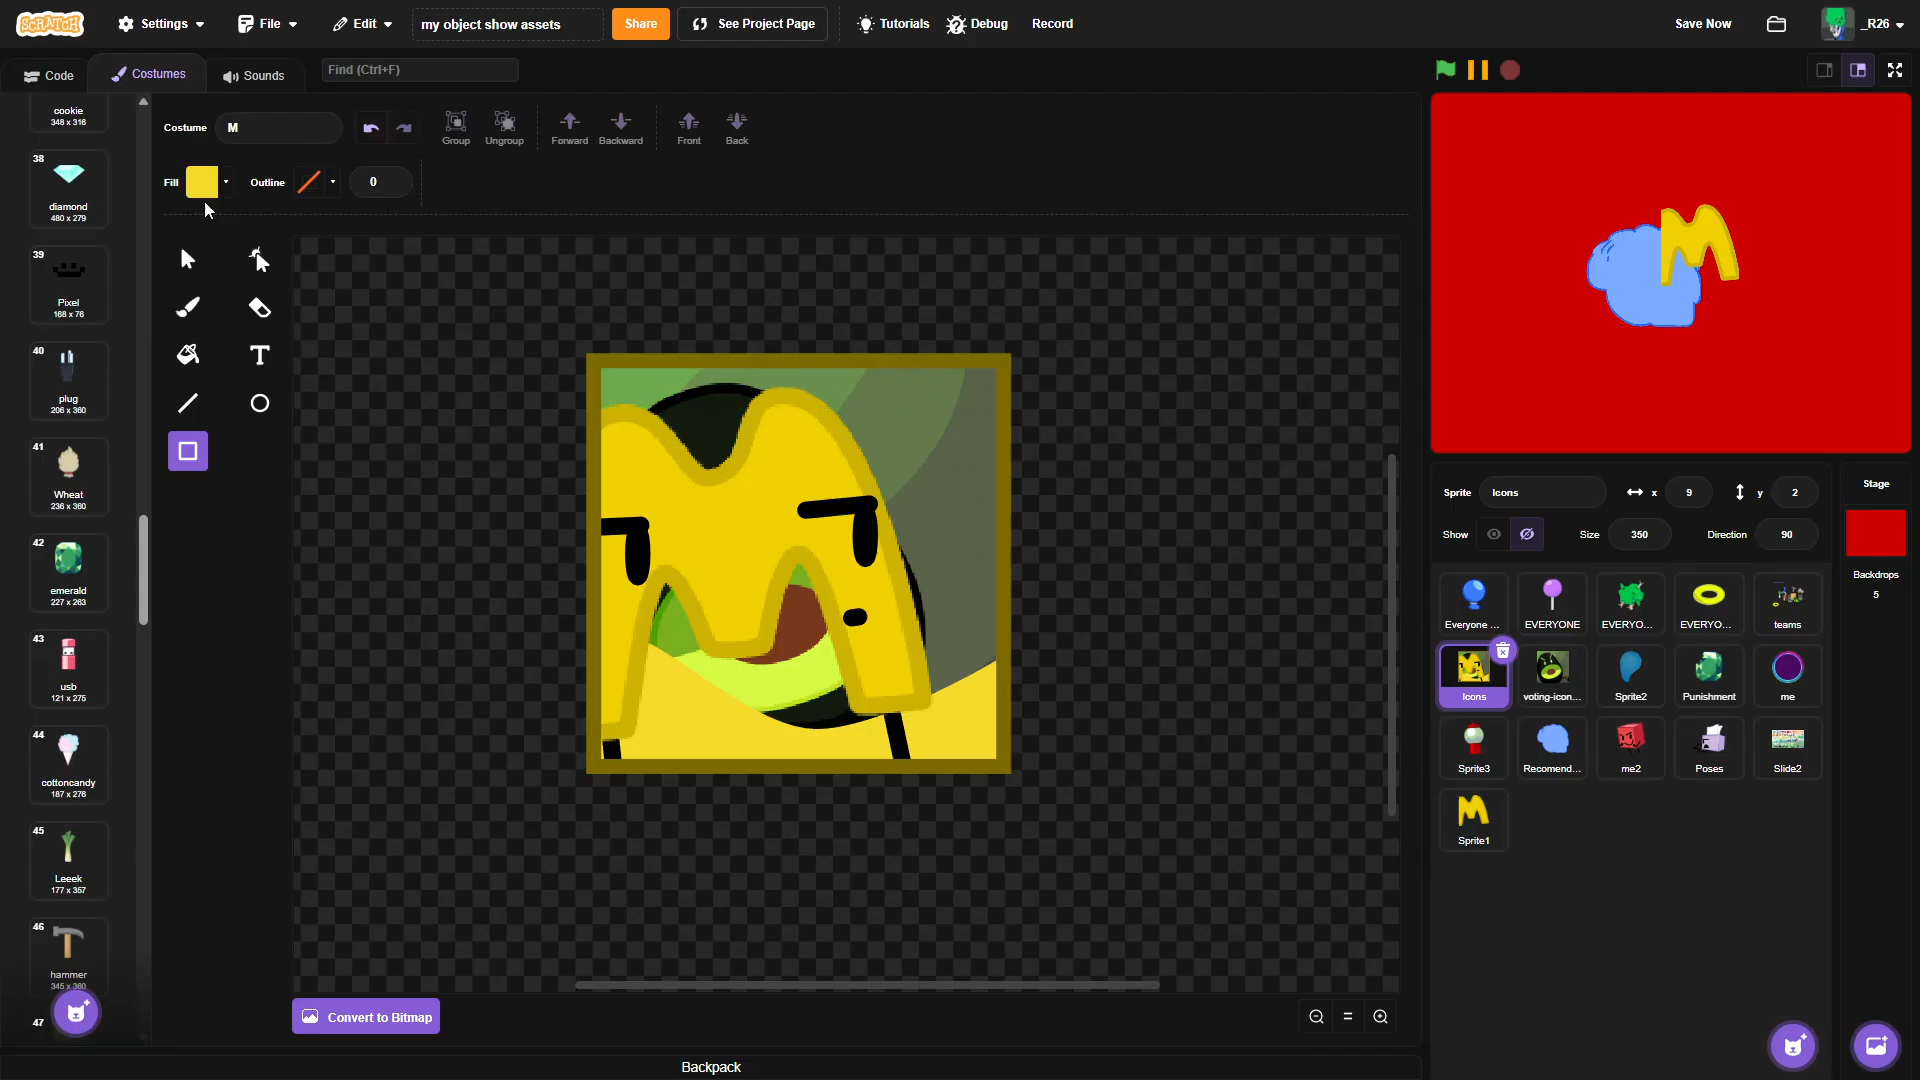 SCRATCH
Settings
File
Edit
my object show assets
Share
See Project Page
Tutorials
Debug
Record
Save Now
_R26
Code
Costumes
Sounds
Find (Ctrl+F)
Costume
M
Group
Ungroup
Forward
Backward
Front
Back
Fill
Outline
0
cookie
348 x 316
38
diamond
480 x 279
39
Pixel
168 x 76
40
plug
206 x 360
41
Wheat
236 x 360
42
emerald
227 x 263
43
usb
121 x 275
44
cottoncandy
187 x 276
45
Leeek
177 x 357
46
hammer
345 x 360
47
Convert to Bitmap
Backpack
M
Sprite
Icons
x
9
y
2
Show
Size
350
Direction
90
Stage
Backdrops
5
Everyone ...
EVERYONE
EVERYO...
EVERYO...
teams
Icons
voting-icon...
Sprite2
Punishment
me
Sprite3
Recomend...
me2
Poses
Slide2
Sprite1